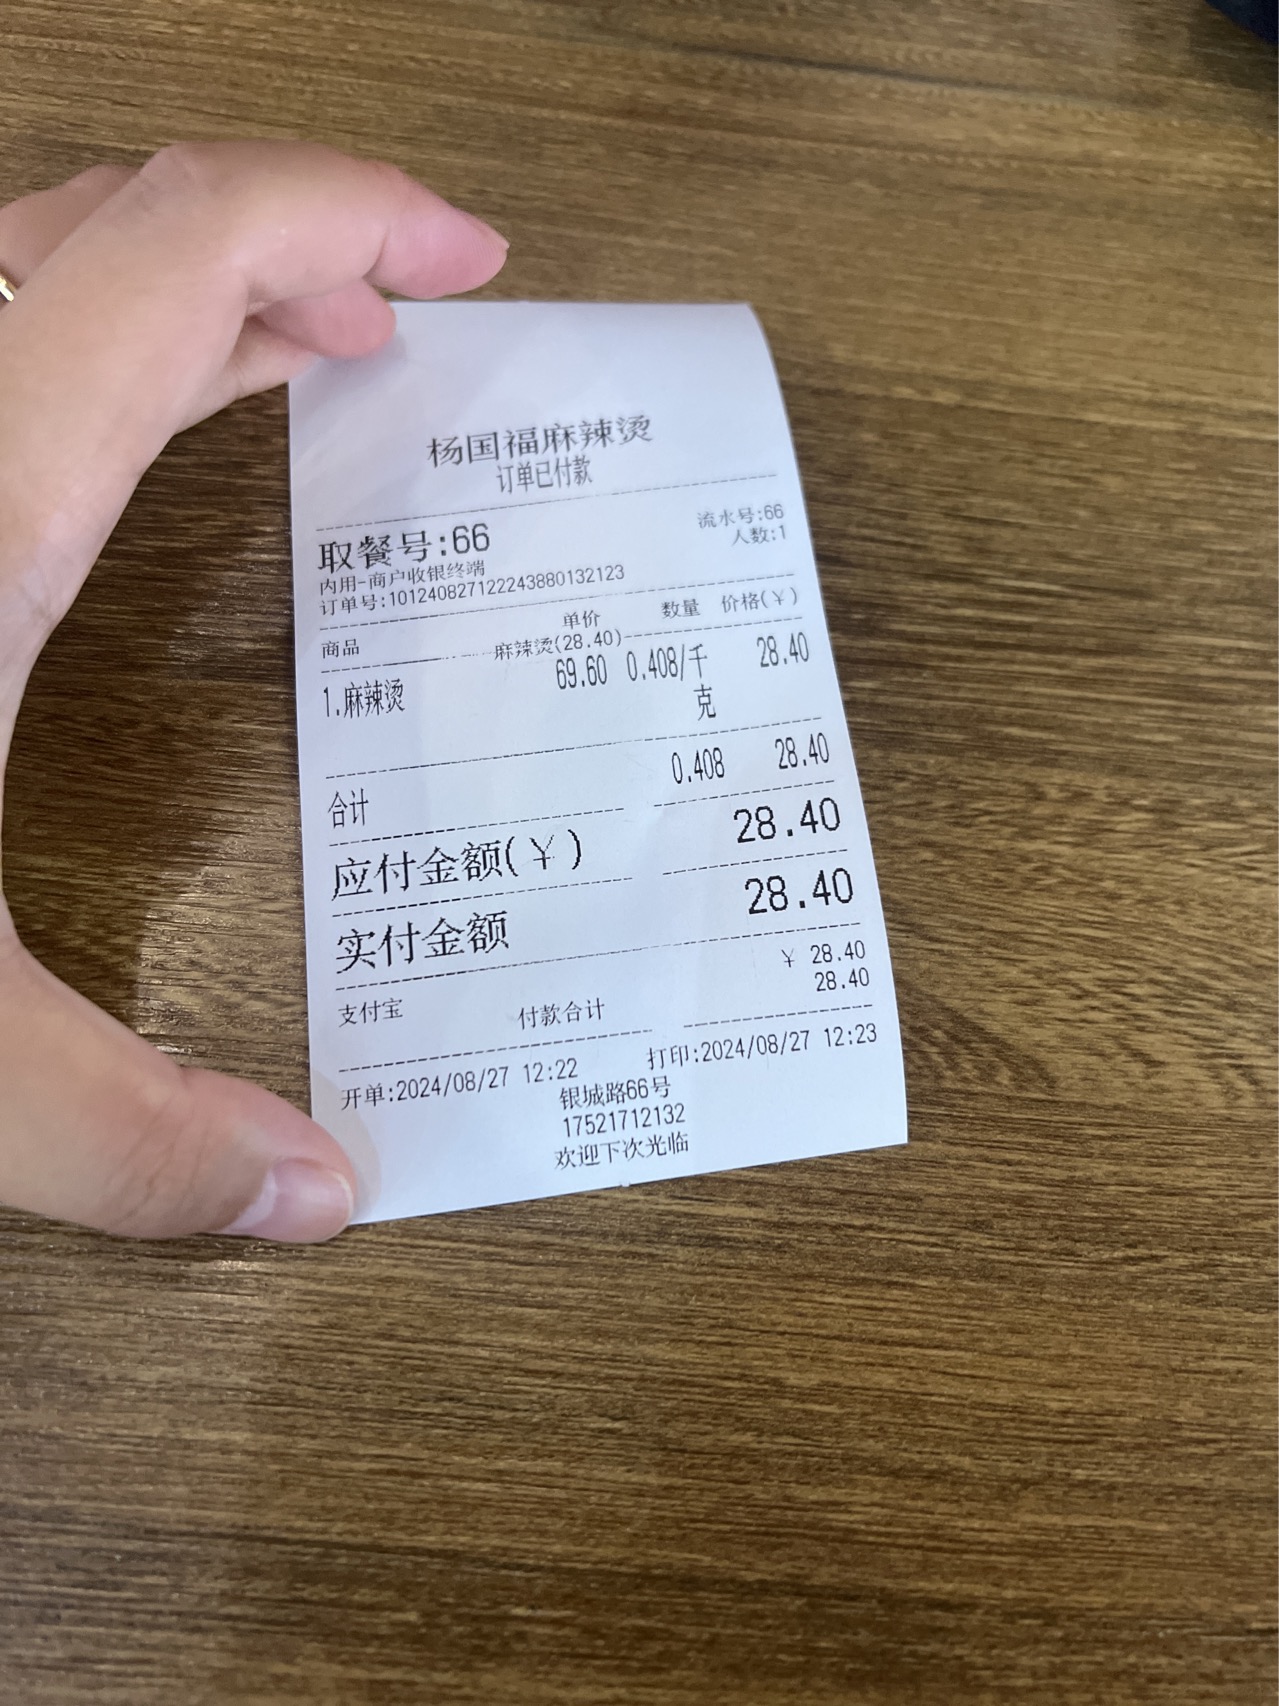 杨国福麻辣烫
订单已付款
取餐号:66 流水号:66
内用-商户收银终端 人数:1
订单号:101240827122243880132123
商品 单价 数量 价格(¥)
麻辣烫(28.40)
1.麻辣烫 69.60 0.408/千克 28.40
合计 0.408 28.40
应付金额(¥) 28.40
实付金额 28.40
支付宝 ¥ 28.40
付款合计 28.40
开单:2024/08/27 12:22 打印:2024/08/27 12:23
银城路66号
17521712132
欢迎下次光临